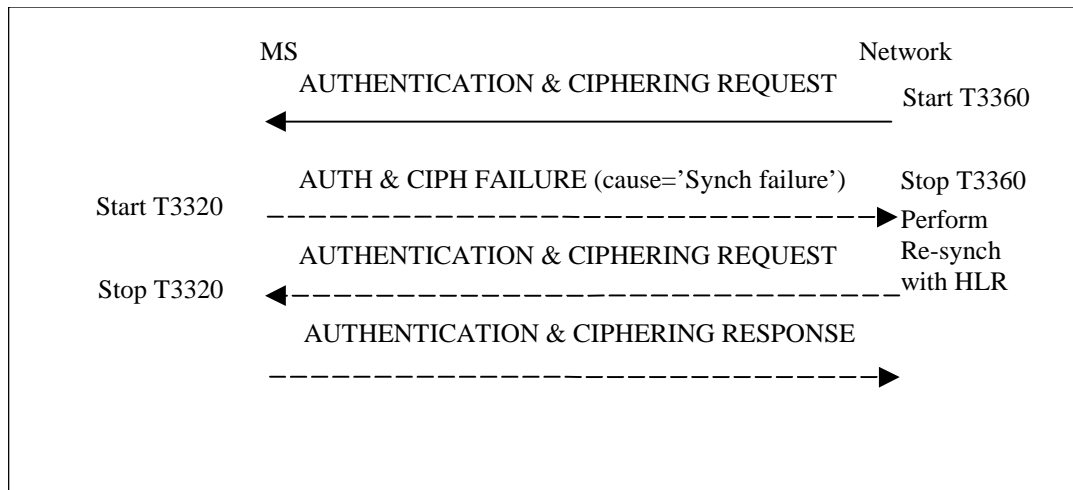 MS
Network
AUTHENTICATION & CIPHERING REQUEST
Start T3360
AUTH & CIPH FAILURE (cause=’Synch failure’)
Stop T3360
Start T3320
Perform
Re-synch
with HLR
AUTHENTICATION & CIPHERING REQUEST
Stop T3320
AUTHENTICATION & CIPHERING RESPONSE